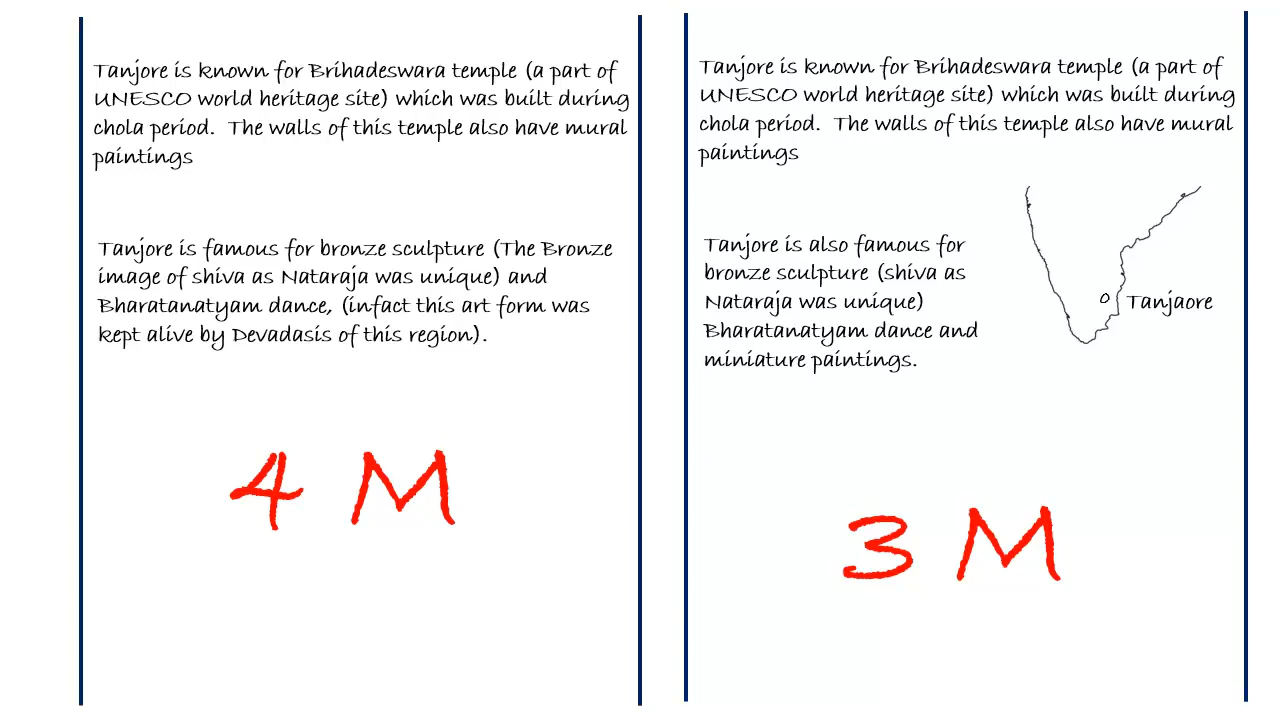 Tanjore is known for Brihadeswara temple (a part of
UNESCO world heritage site) which was built during
chola period. The walls of this temple also have mural
paintings
Tanjore is famous for bronze sculpture (The Bronze
image of shiva as Nataraja was unique) and
Bharatanatyam dance, (infact this art form was
kept alive by Devadasis of this region).
4 M
Tanjore is known for Brihadeswara temple (a part of
UNESCO world heritage site) which was built during
chola period. The walls of this temple also have mural
paintings
Tanjore is also famous for
bronze sculpture (shiva as
Nataraja was unique)
Bharatanatyam dance and
miniature paintings.
Tanjaore
3 M